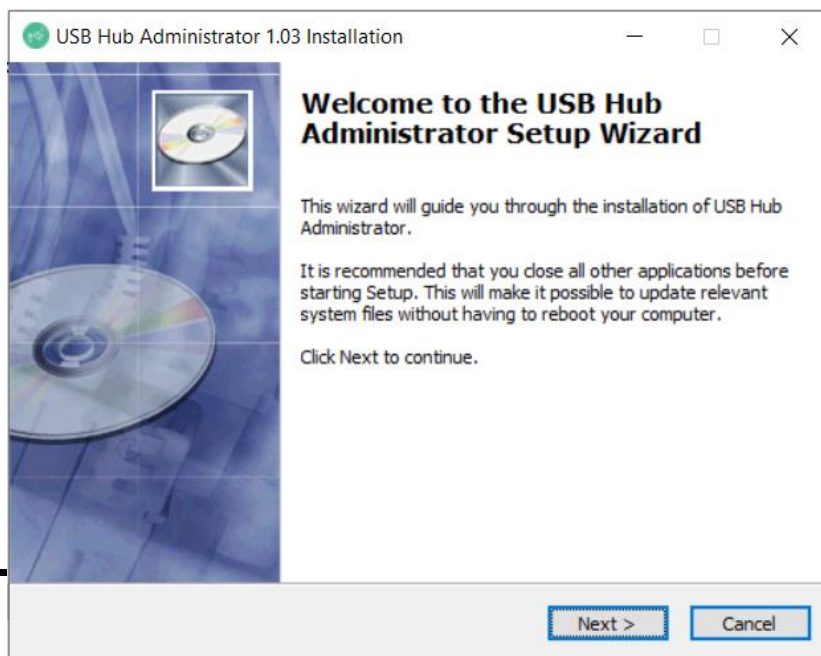 USB Hub Administrator 1.03 Installation
Welcome to the USB Hub
Administrator Setup Wizard
This wizard will guide you through the installation of USB Hub
Administrator.
It is recommended that you close all other applications before
starting Setup. This will make it possible to update relevant
system files without having to reboot your computer.
Click Next to continue.
Next >
Cancel